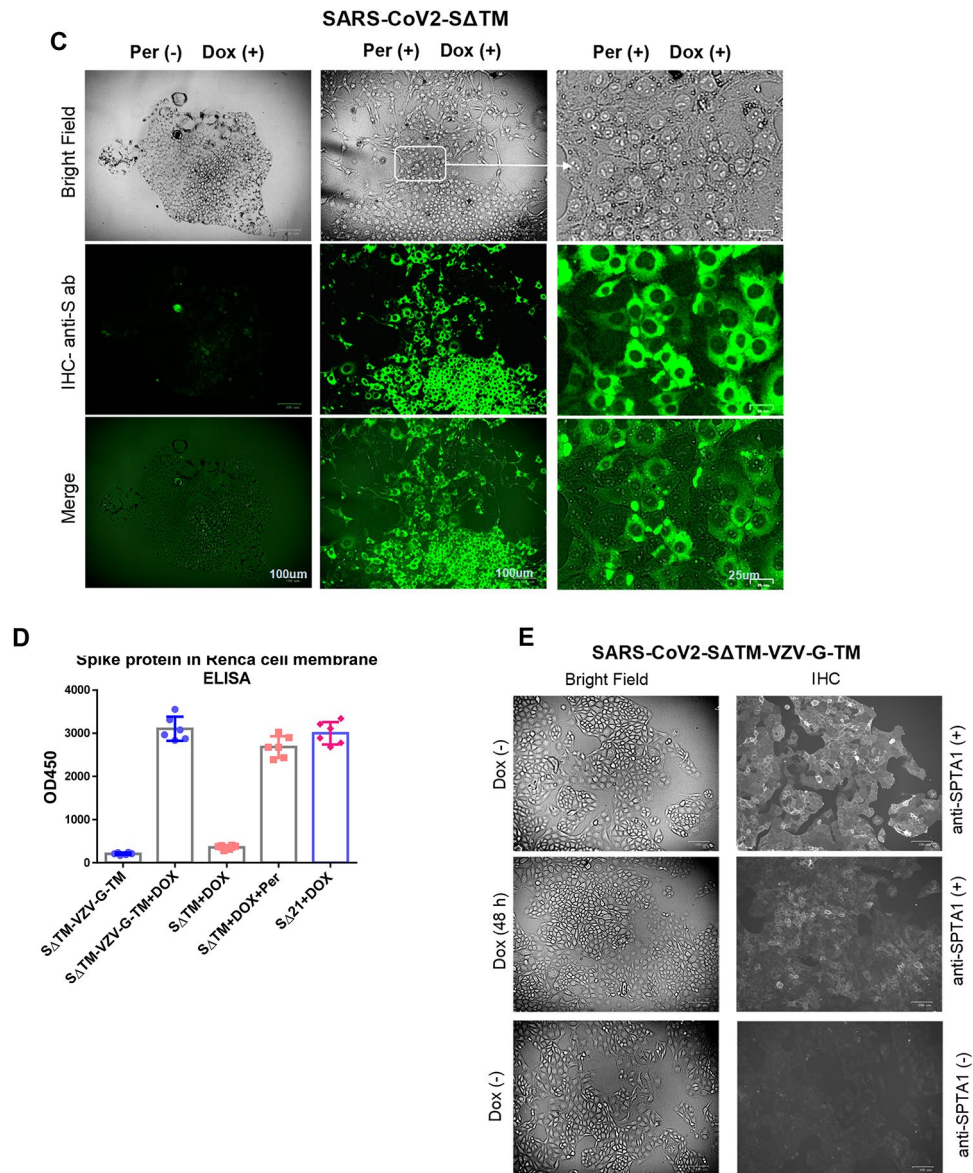 SARS-CoV2-SΔTM
C
Per (-) Dox (+)
Per (+) Dox (+)
Per (+) Dox (+)
Bright Field
IHC- anti-S ab
Merge
100um
100um
25um
D
Spike protein in Renca cell membrane
ELISA
OD450
4000
3000
2000
1000
0
SΔTM-VZV-G-TM
SΔTM-VZV-G-TM+DOX
SΔTM+DOX
SΔTM+DOX+Per
SΔ21+DOX
E
SARS-CoV2-SΔTM-VZV-G-TM
Bright Field IHC
Dox (-)
anti-SPTA1 (+)
Dox (48 h)
anti-SPTA1 (+)
Dox (-)
anti-SPTA1 (-)